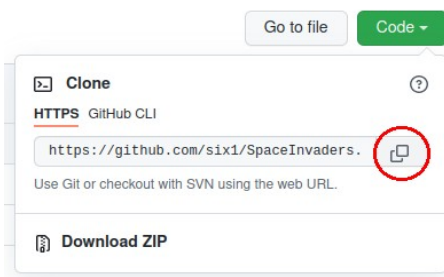 Go to file Code
Clone
HTTPS GitHub CLI
https://github.com/six1/SpaceInvaders.
Use Git or checkout with SVN using the web URL.
Download ZIP